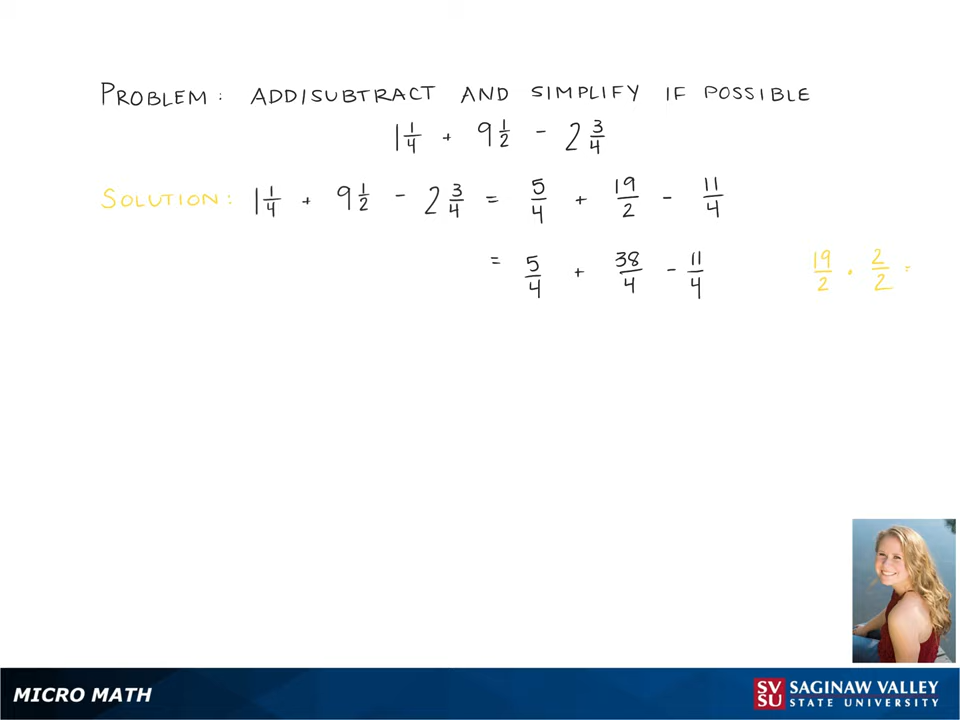 PROBLEM: ADD/SUBTRACT AND SIMPLIFY IF POSSIBLE
1 1/4 + 9 1/2 - 2 3/4
SOLUTION: 1 1/4 + 9 1/2 - 2 3/4 = 5/4 + 19/2 - 11/4
= 5/4 + 38/4 - 11/4 19/2 · 2/2 =
MICRO MATH
SV SU SAGINAW VALLEY
STATE UNIVERSITY